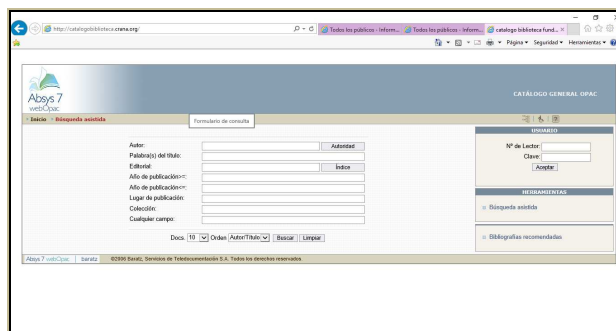 http://catalogobiblioteca.crana.org/
Todos los públicos - Inform...
Todos los públicos - Inform...
catalogo biblioteca fund...
Página Seguridad Herramientas
Absys 7
webOpac
CATÁLOGO GENERAL OPAC
Inicio > Búsqueda asistida
Formulario de consulta
Autor: Autoridad
Palabra(s) del título:
Editorial: Índice
Año de publicación>=:
Año de publicación<=:
Lugar de publicación:
Colección:
Cualquier campo:
Docs. 10 Orden Autor/Título Buscar Limpiar
USUARIO
Nº de Lector:
Clave:
Aceptar
HERRAMIENTAS
Búsqueda asistida
Bibliografías recomendadas
Absys 7 webOpac | baratz ©2006 Baratz, Servicios de Teledocumentación S.A. Todos los derechos reservados.